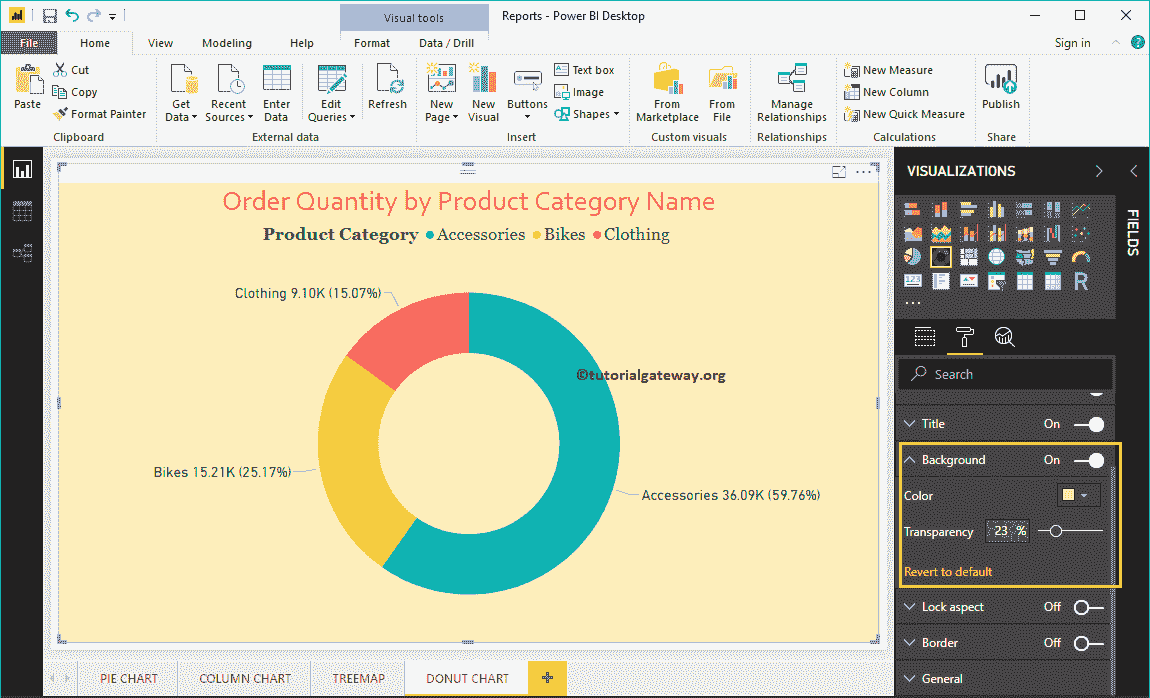 Visual tools
Reports - Power BI Desktop
File
Home
View
Modeling
Help
Format
Data / Drill
Sign in
?
Paste
Cut
Copy
Format Painter
Clipboard
Get
Data
Recent
Sources
Enter
Data
Edit
Queries
Refresh
External data
New
Page
New
Visual
Buttons
Text box
Image
Shapes
Insert
From
Marketplace
From
File
Custom visuals
Manage
Relationships
Relationships
New Measure
New Column
New Quick Measure
Calculations
Publish
Share
Order Quantity by Product Category Name
Product Category Accessories Bikes Clothing
Clothing 9.10K (15.07%)
©tutorialgateway.org
Bikes 15.21K (25.17%)
Accessories 36.09K (59.76%)
VISUALIZATIONS
FIELDS
123
R
Search
Title On
Background On
Color
Transparency 23 %
Revert to default
Lock aspect Off
Border Off
General
PIE CHART
COLUMN CHART
TREEMAP
DONUT CHART